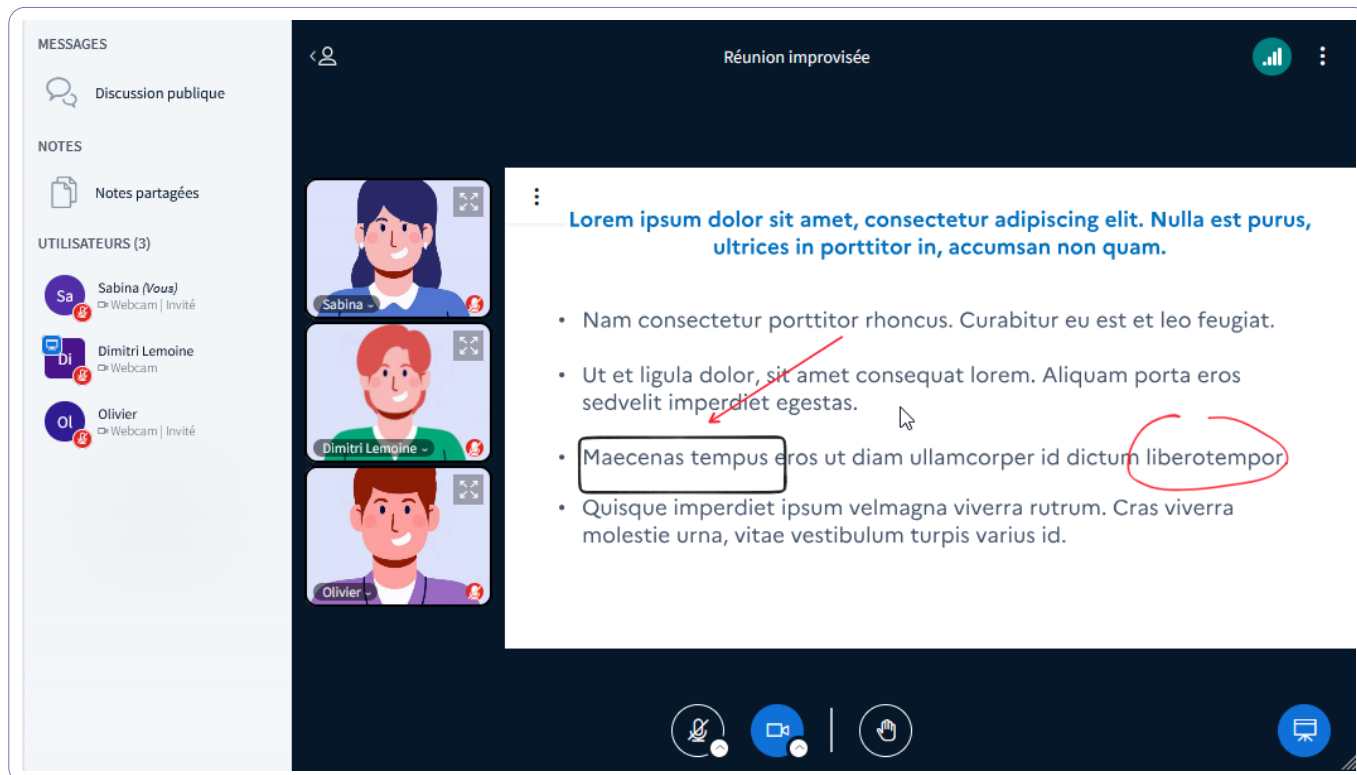 MESSAGES
Discussion publique
NOTES
Notes partagées
UTILISATEURS (3)
Sa
Sabina (Vous)
Webcam | Invité
Di
Dimitri Lemoine
Webcam
Ol
Olivier
Webcam | Invité
Réunion improvisée
Sabina
Dimitri Lemoine
Olivier
Lorem ipsum dolor sit amet, consectetur adipiscing elit. Nulla est purus,
ultrices in porttitor in, accumsan non quam.
• Nam consectetur porttitor rhoncus. Curabitur eu est et leo feugiat.
• Ut et ligula dolor, sit amet consequat lorem. Aliquam porta eros
sedvelit imperdiet egestas.
• Maecenas tempus eros ut diam ullamcorper id dictum liberotempor.
• Quisque imperdiet ipsum velmagna viverra rutrum. Cras viverra
molestie urna, vitae vestibulum turpis varius id.